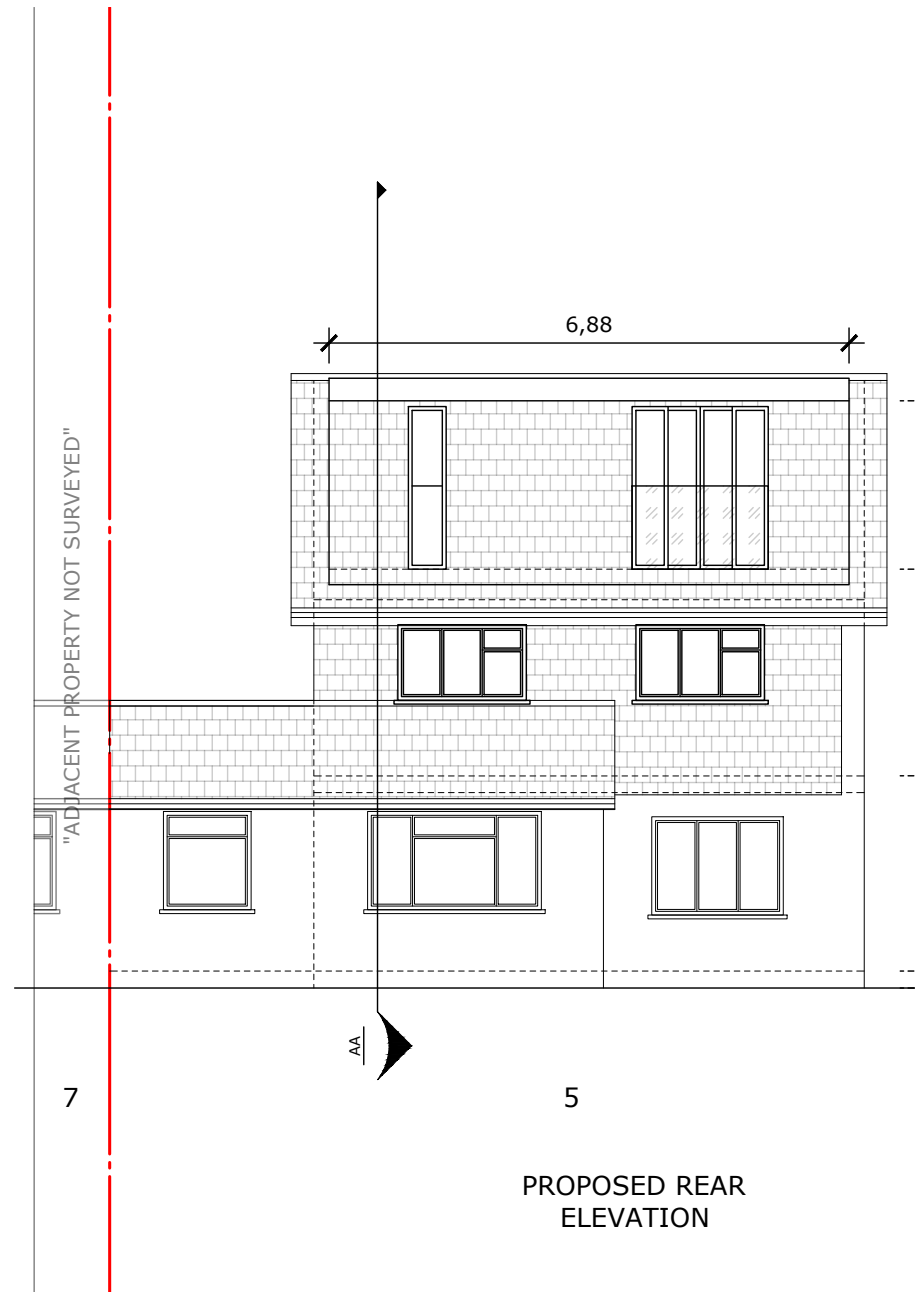 6,88
"ADJACENT PROPERTY NOT SURVEYED"
AA
7
5
PROPOSED REAR
ELEVATION